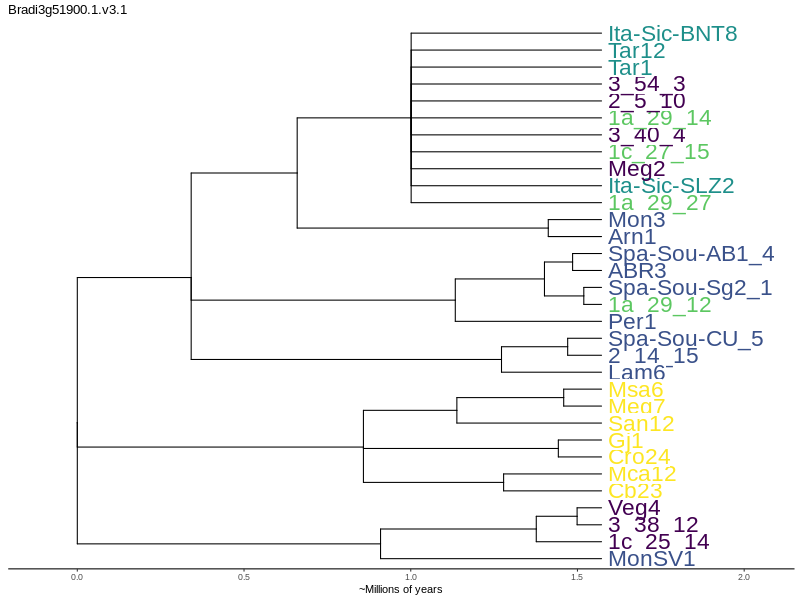 Bradi3g51900.1.v3.1
Ita-Sic-BNT8
Tar12
Tar1
3_54_3
2_5_10
1a_29_14
3_40_4
1c_27_15
Meg2
Ita-Sic-SLZ2
1a_29_27
Mon3
Arn1
Spa-Sou-AB1_4
ABR3
Spa-Sou-Sg2_1
1a_29_12
Per1
Spa-Sou-CU_5
2_14_15
Lam6
Msa6
Meg7
San12
Gj1
Cro24
Mca12
Cb23
Veg4
3_38_12
1c_25_14
MonSV1
0.0 0.5 1.0 1.5 2.0
~Millions of years